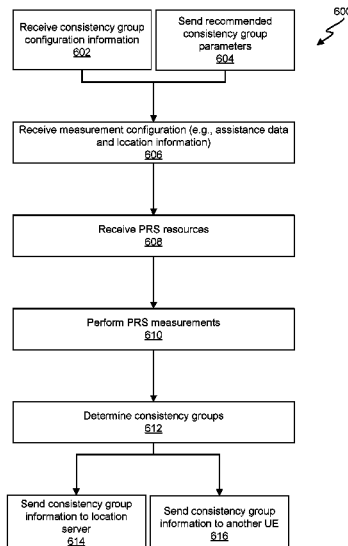 600
Receive consistency group
configuration information
602
Send recommended
consistency group
parameters
604
Receive measurement configuration (e.g., assistance data
and location information)
606
Receive PRS resources
608
Perform PRS measurements
610
Determine consistency groups
612
Send consistency group
information to location
server
614
Send consistency group
information to another UE
616